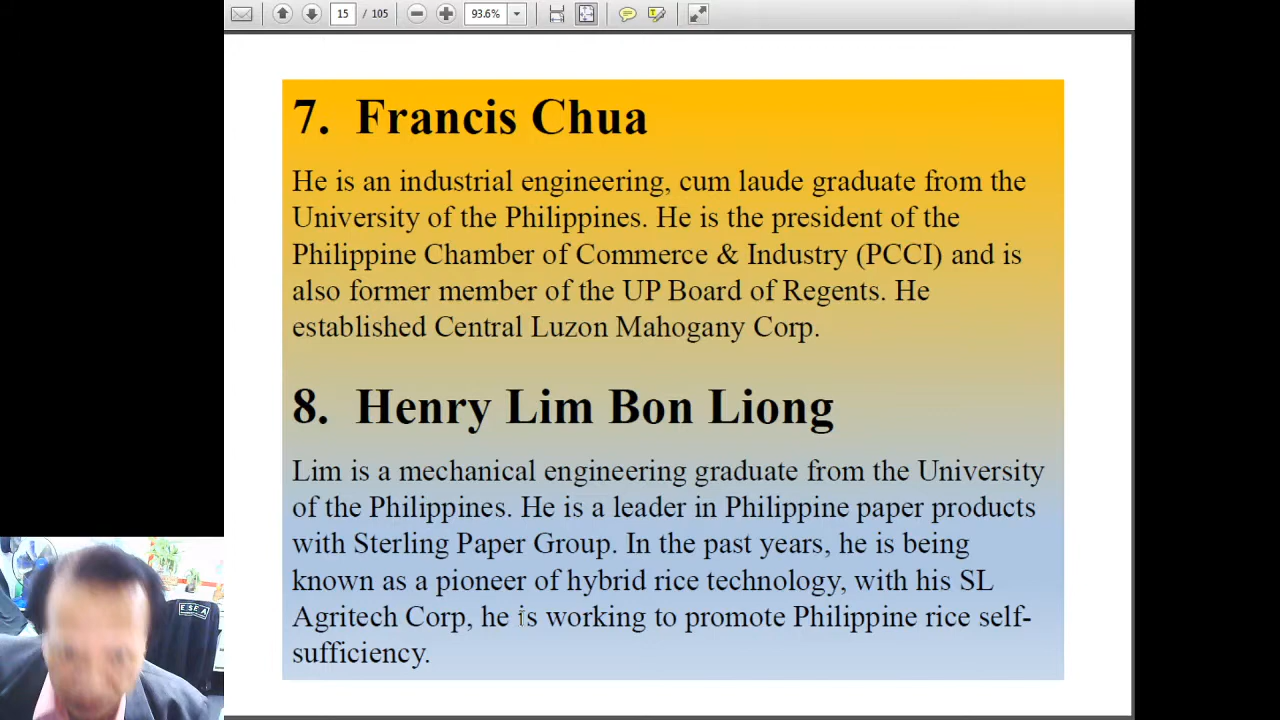 15 / 105
93.6%
7. Francis Chua
He is an industrial engineering, cum laude graduate from the
University of the Philippines. He is the president of the
Philippine Chamber of Commerce & Industry (PCCI) and is
also former member of the UP Board of Regents. He
established Central Luzon Mahogany Corp.
8. Henry Lim Bon Liong
Lim is a mechanical engineering graduate from the University
of the Philippines. He is a leader in Philippine paper products
with Sterling Paper Group. In the past years, he is being
known as a pioneer of hybrid rice technology, with his SL
Agritech Corp, he is working to promote Philippine rice self-
sufficiency.
ESEA